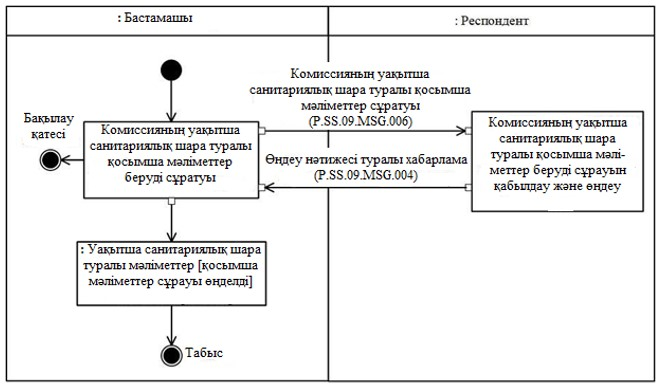 : Бастамашы
: Респондент
Комиссияның уақытша
санитариялық шара туралы қосымша
мәліметтер сұратуы
(P.SS.09.MSG.006)
Бақылау
қатесі
Комиссияның уақытша
санитариялық шара
туралы қосымша мәліметтер
беруді сұратуы
Комиссияның уақытша
санитариялық шара
туралы қосымша мәлі-
меттер беруді сұрауын
қабылдау және өңдеу
Өңдеу нәтижесі туралы хабарлама
(P.SS.09.MSG.004)
: Уақытша санитариялық шара
туралы мәліметтер [қосымша
мәліметтер сұрауы өңделді]
Табыс